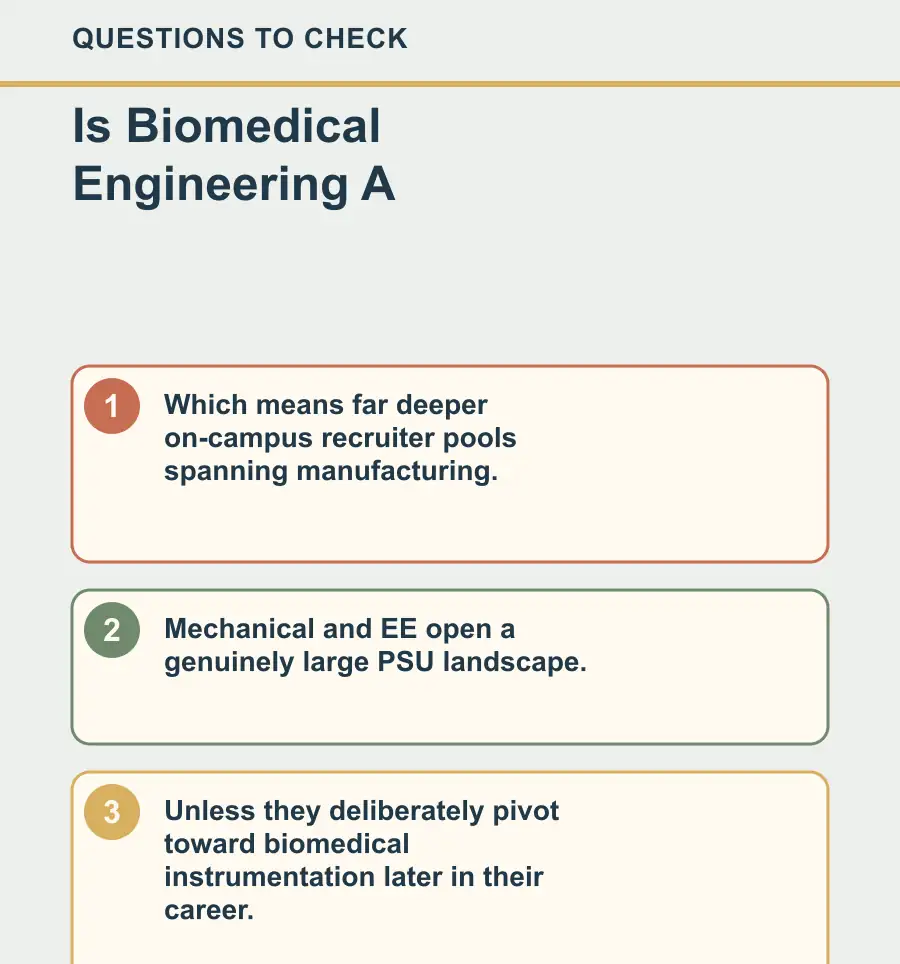 QUESTIONS TO CHECK
Is Biomedical
Engineering A
1
Which means far deeper
on-campus recruiter pools
spanning manufacturing.
2
Mechanical and EE open a
genuinely large PSU landscape.
3
Unless they deliberately pivot
toward biomedical
instrumentation later in their
career.